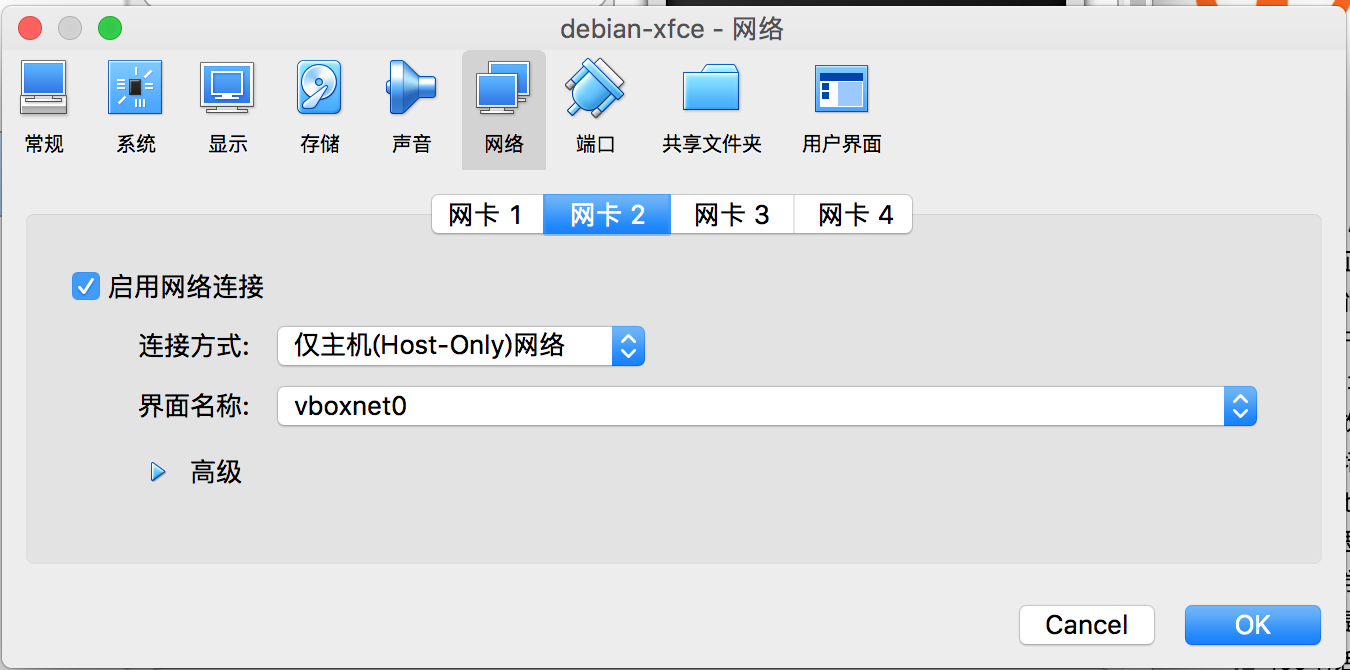 debian-xfce - 网络
常规 系统 显示 存储 声音 网络 端口 共享文件夹 用户界面
网卡 1 网卡 2 网卡 3 网卡 4
启用网络连接
连接方式: 仅主机(Host-Only)网络
界面名称: vboxnet0
高级
Cancel OK